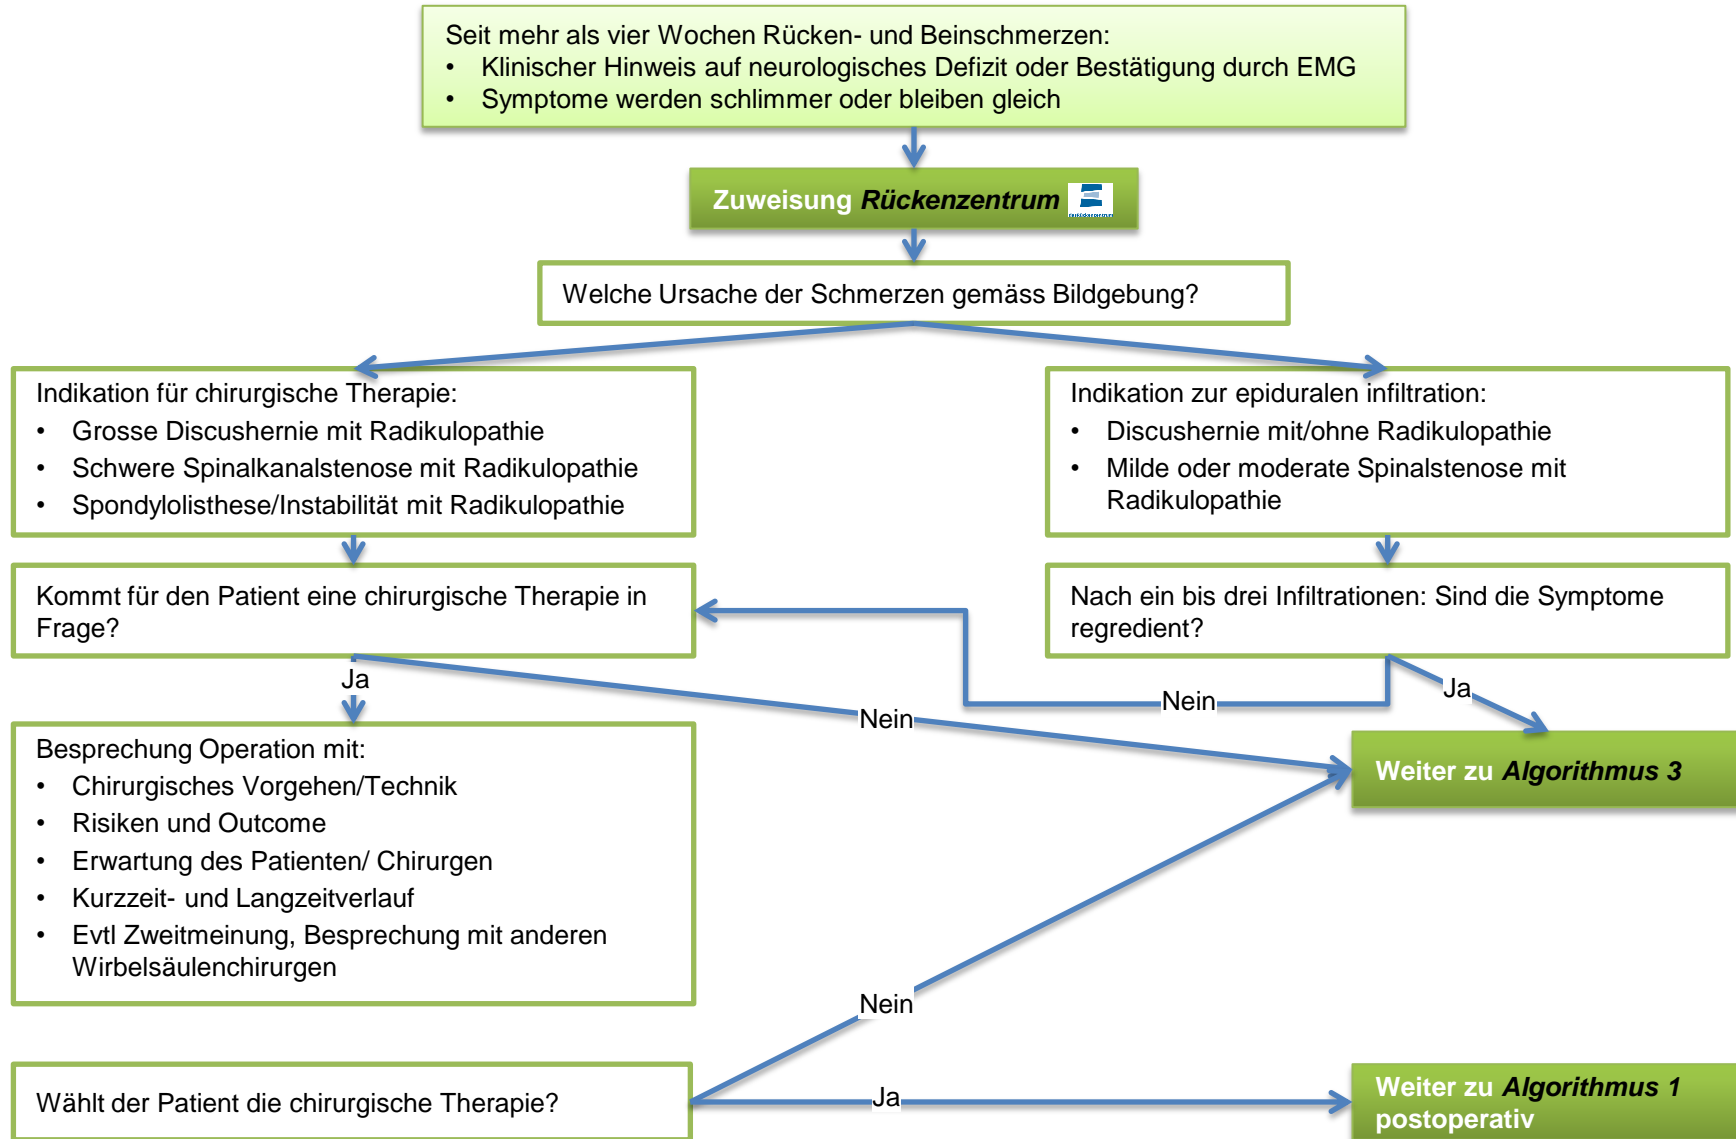 Seit mehr als vier Wochen Rücken- und Beinschmerzen:
• Klinischer Hinweis auf neurologisches Defizit oder Bestätigung durch EMG
• Symptome werden schlimmer oder bleiben gleich
Zuweisung Rückenzentrum
Welche Ursache der Schmerzen gemäss Bildgebung?
Indikation für chirurgische Therapie:
• Grosse Discushernie mit Radikulopathie
• Schwere Spinalkanalstenose mit Radikulopathie
• Spondylolisthese/Instabilität mit Radikulopathie
Indikation zur epiduralen infiltration:
• Discushernie mit/ohne Radikulopathie
• Milde oder moderate Spinalstenose mit
Radikulopathie
Kommt für den Patient eine chirurgische Therapie in
Frage?
Nach ein bis drei Infiltrationen: Sind die Symptome
regredient?
Ja
Nein
Nein
Ja
Besprechung Operation mit:
• Chirurgisches Vorgehen/Technik
• Risiken und Outcome
• Erwartung des Patienten/ Chirurgen
• Kurzzeit- und Langzeitverlauf
• Evtl Zweitmeinung, Besprechung mit anderen
Wirbelsäulenchirurgen
Weiter zu Algorithmus 3
Nein
Wählt der Patient die chirurgische Therapie?
Ja
Weiter zu Algorithmus 1
postoperativ